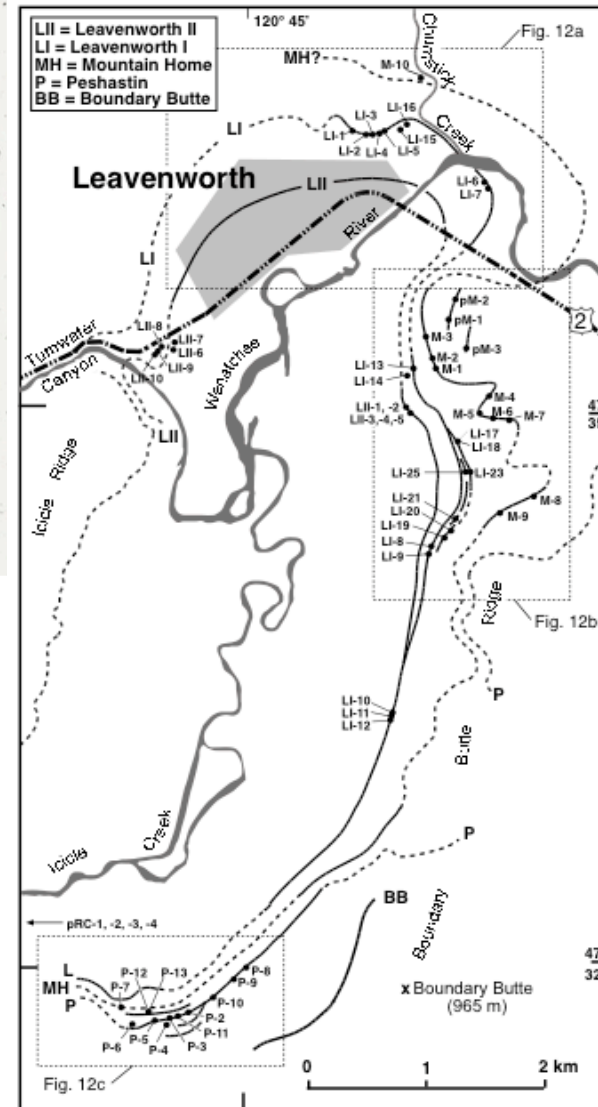 LII = Leavenworth II
LI = Leavenworth I
MH = Mountain Home
P = Peshastin
BB = Boundary Butte
120° 45'
Fig. 12a
MH?
M-10
Chumstick
Creek
LI
LI-1
LI-2
LI-3
LI-4
LI-5
LI-16
LI-15
LI-6
LI-7
Leavenworth
LII
River
LI
2
Tumwater
Canyon
LII-8
LII-7
LII-6
LII-9
LII-10
Wenatchee
LII
pM-2
pM-1
pM-3
M-3
M-2
M-1
LI-13
LI-14
M-4
M-5
M-6
M-7
LII-1, -2
LII-3,-4,-5
LI-17
LI-18
LI-25
LI-23
LI-21
LI-20
LI-19
LI-8
LI-9
M-8
M-9
47
Icicle Ridge
Ridge
Fig. 12b
P
LI-10
LI-11
LI-12
Butte
P
Icicle
Creek
BB
Boundary
pRC-1, -2, -3, -4
47
32
L
MH
P
P-7
P-12
P-13
P-8
P-9
P-10
P-2
P-11
P-3
P-4
P-5
P-6
x Boundary Butte
(965 m)
Fig. 12c
0 1 2 km